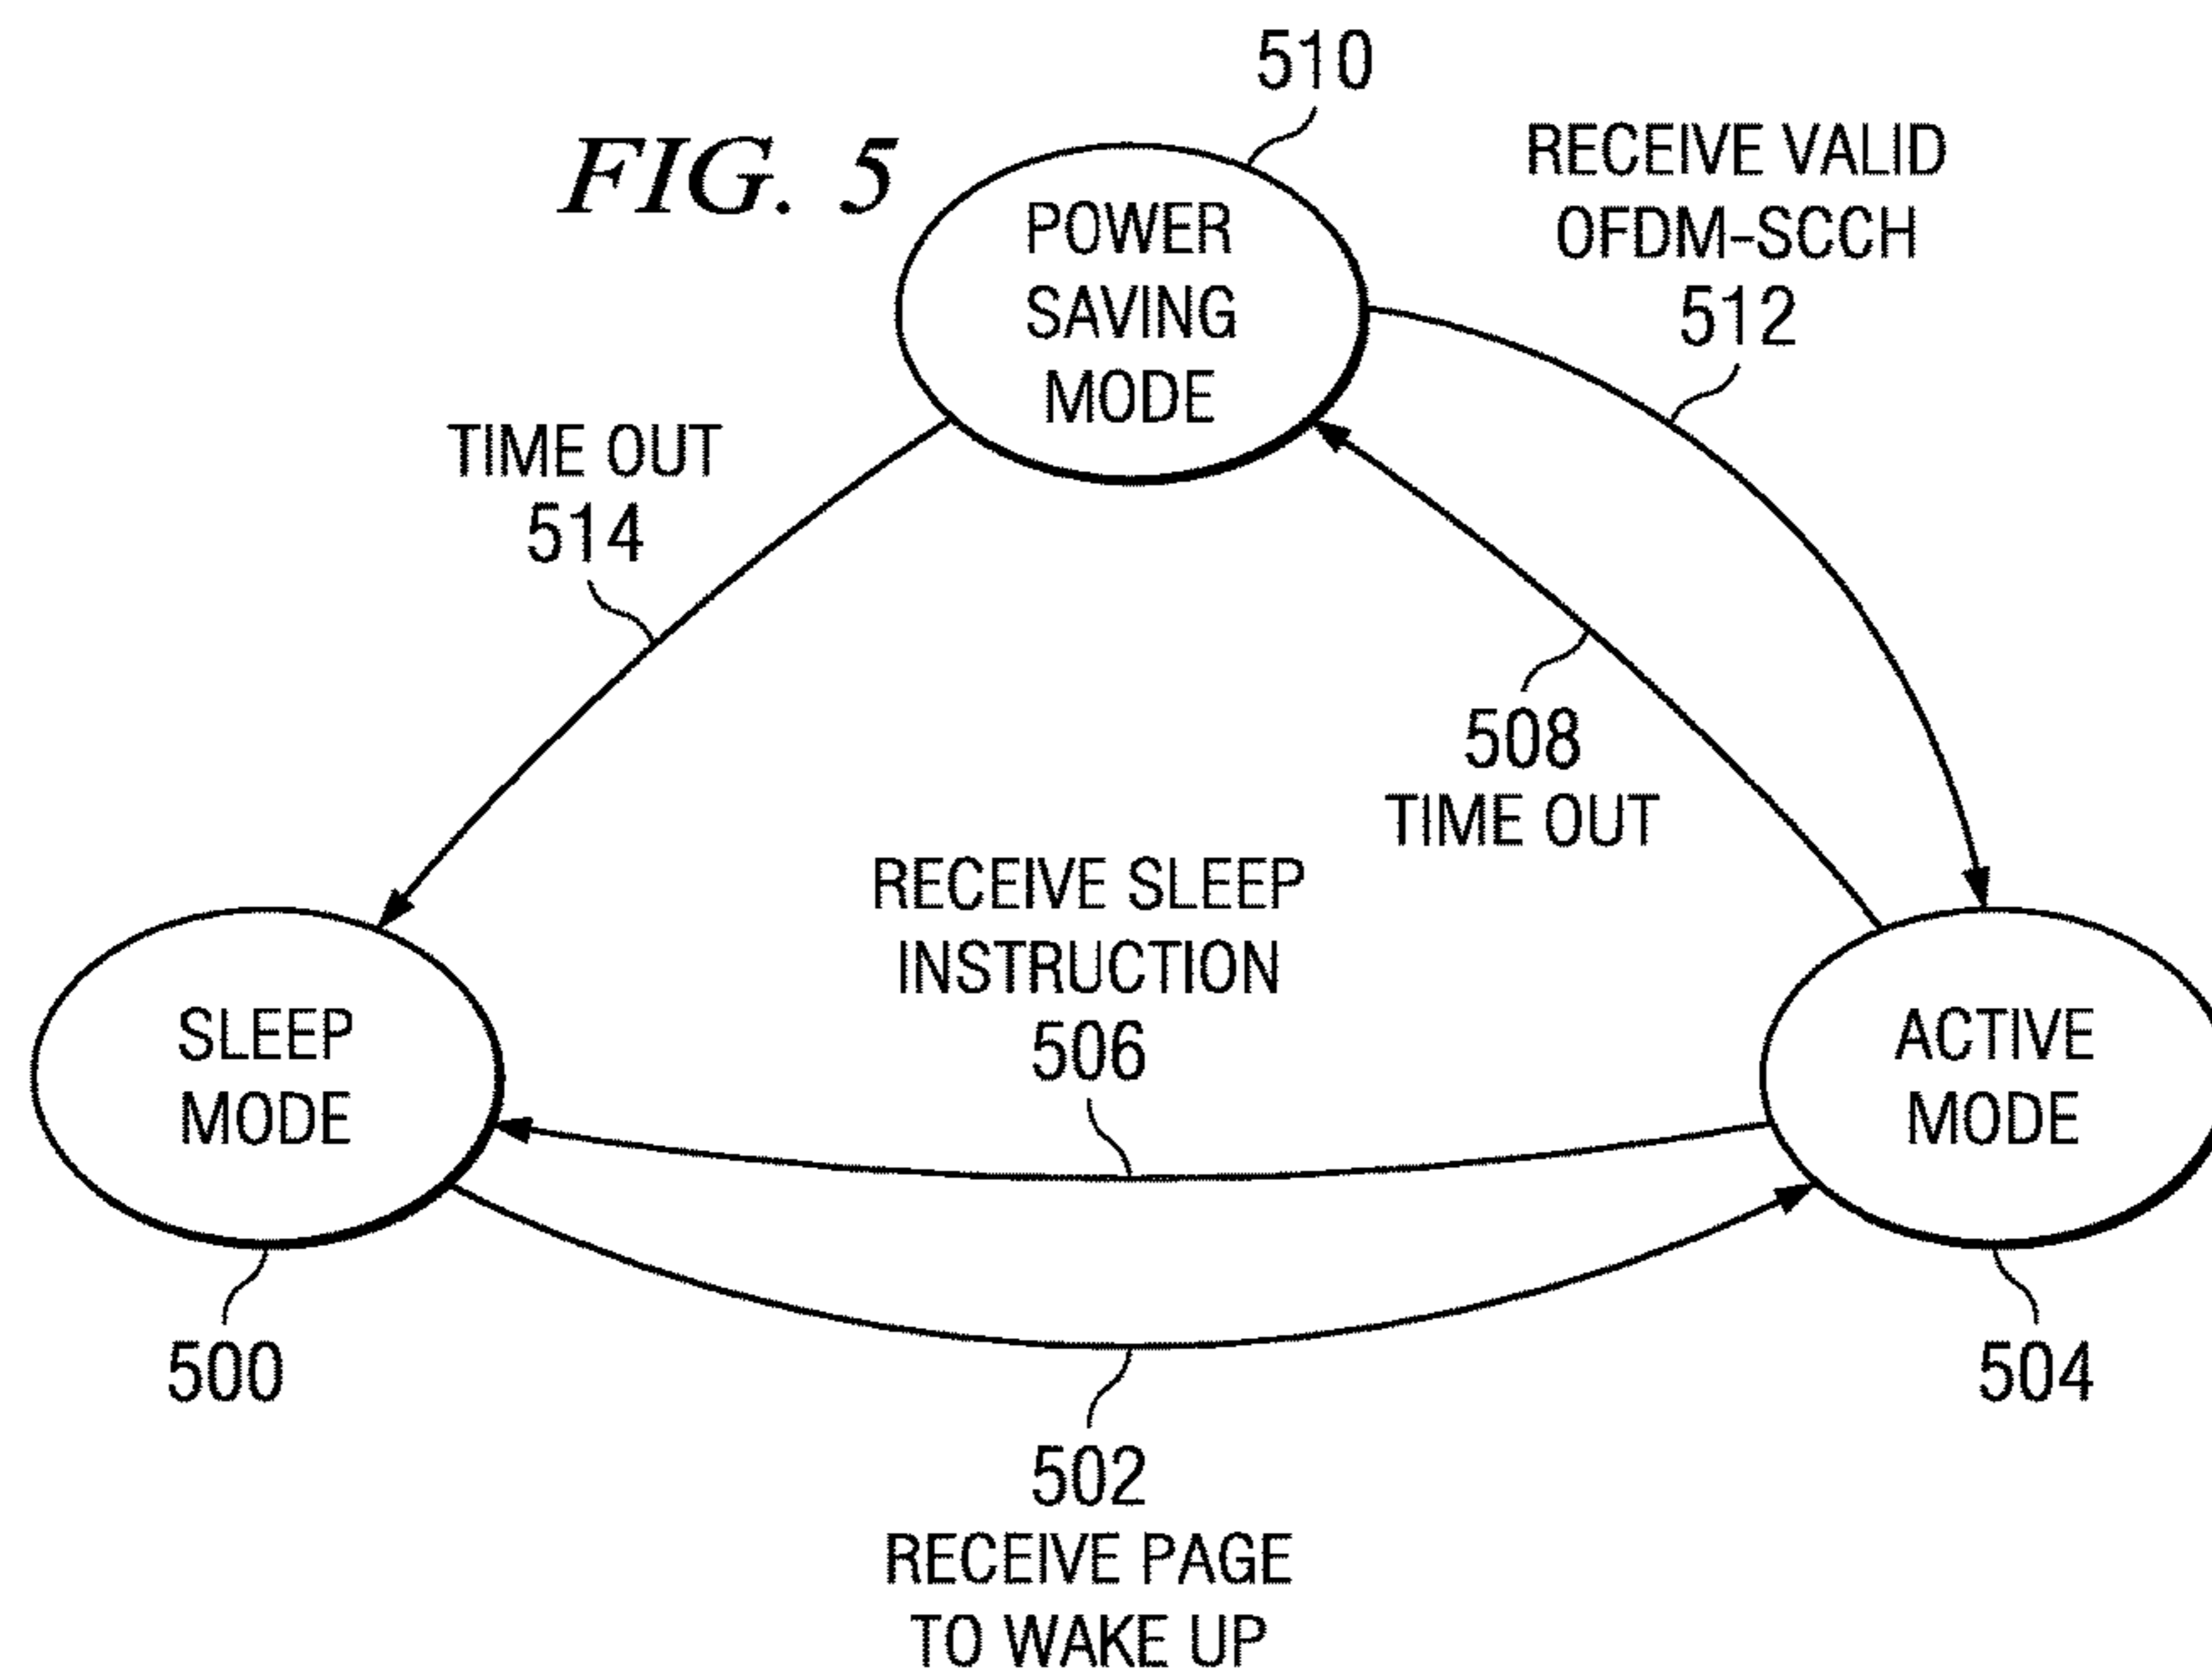 510
FIG. 5
RECEIVE VALID
OFDM-SCCH
512
POWER
SAVING
MODE
TIME OUT
514
508
TIME OUT
RECEIVE SLEEP
INSTRUCTION
506
SLEEP
MODE
ACTIVE
MODE
500
504
502
RECEIVE PAGE
TO WAKE UP